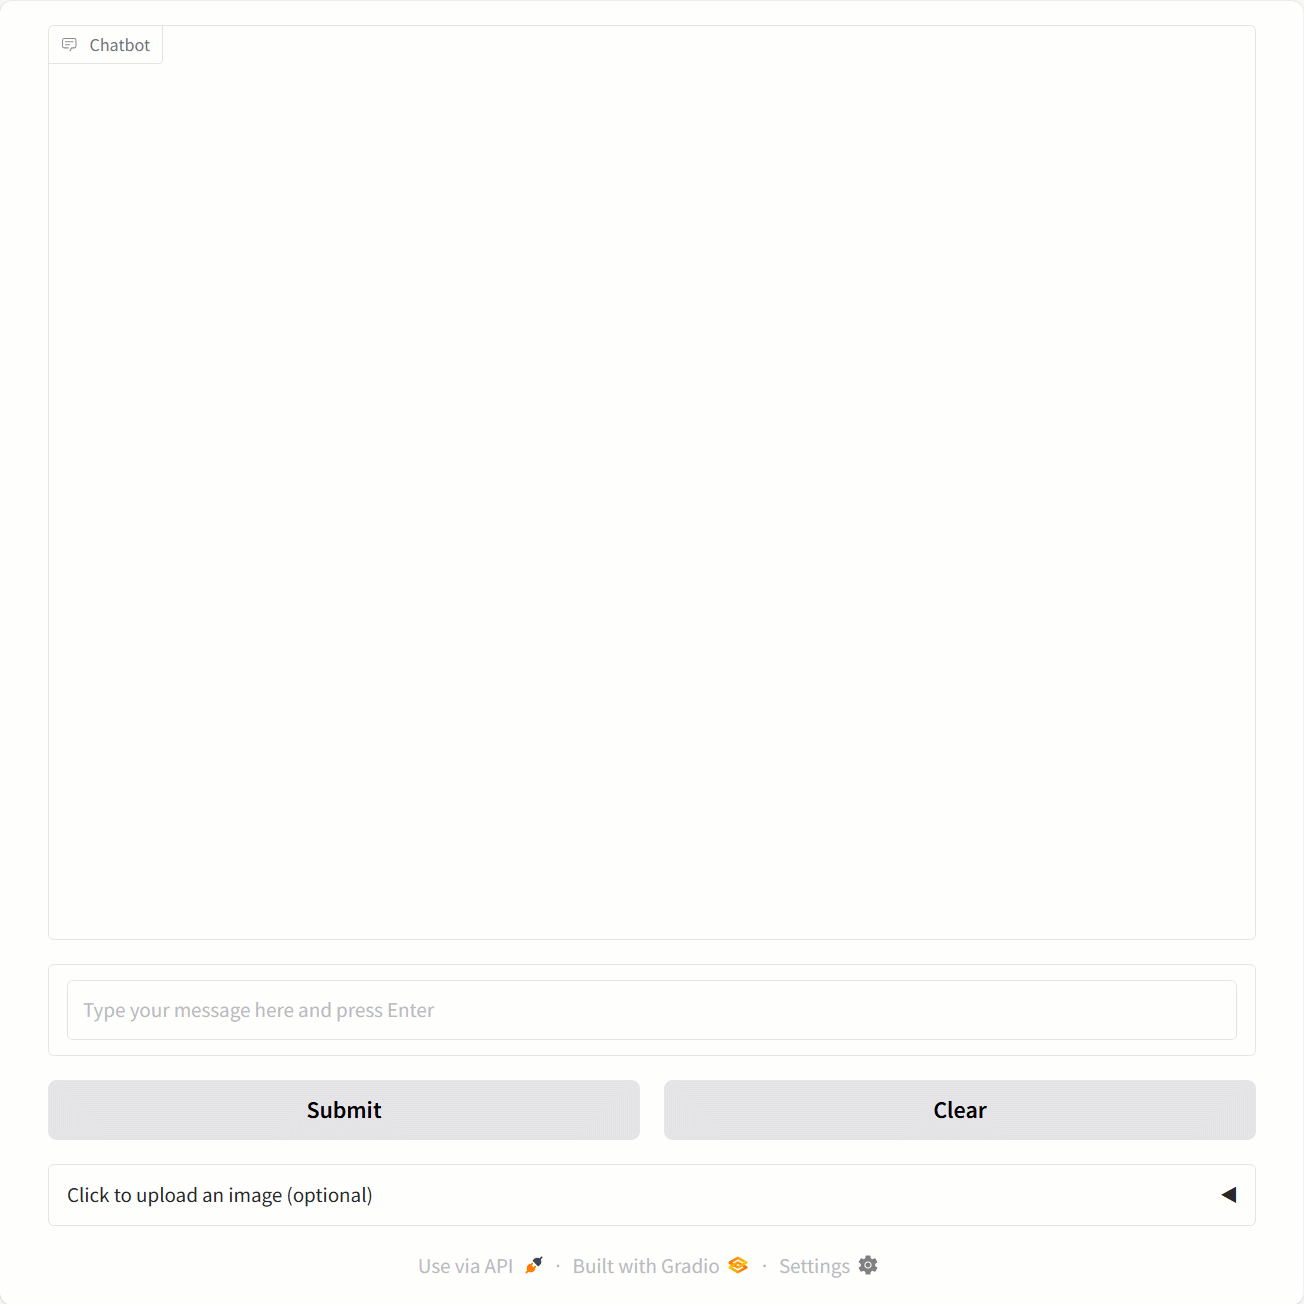 Chatbot
Type your message here and press Enter
Submit
Clear
Click to upload an image (optional)
Use via API · Built with Gradio · Settings